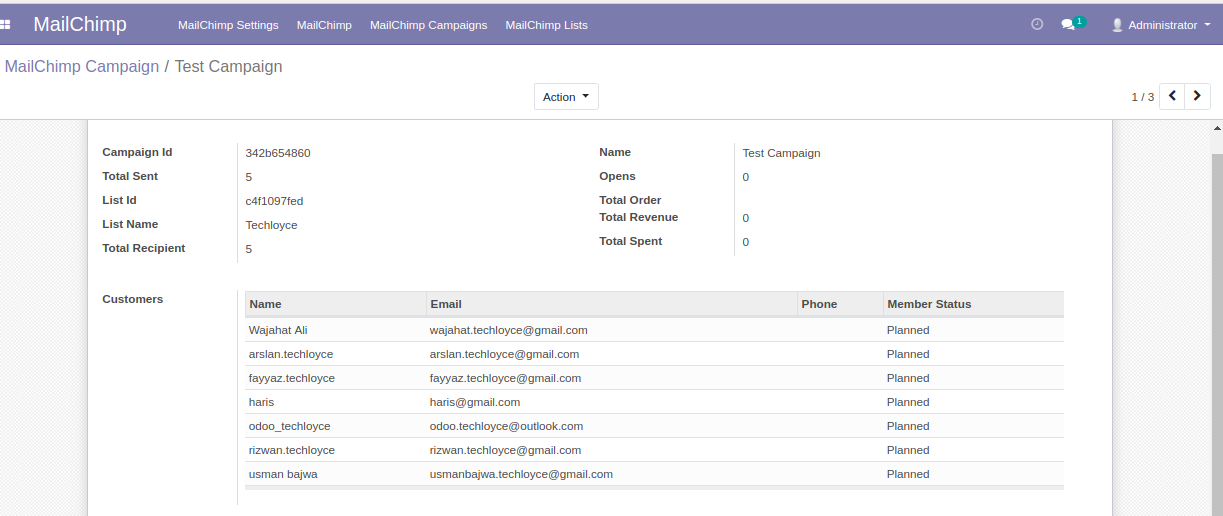 MailChimp MailChimp Settings MailChimp MailChimp Campaigns MailChimp Lists 1 Administrator
MailChimp Campaign / Test Campaign
Action 1 / 3
Campaign Id 342b654860 Name Test Campaign
Total Sent 5 Opens 0
List Id c4f1097fed Total Order
List Name Techloyce Total Revenue 0
Total Recipient 5 Total Spent 0
Customers Name Email Phone Member Status
Wajahat Ali wajahat.techloyce@gmail.com Planned
arslan.techloyce arslan.techloyce@gmail.com Planned
fayyaz.techloyce fayyaz.techloyce@gmail.com Planned
haris haris@gmail.com Planned
odoo_techloyce odoo.techloyce@outlook.com Planned
rizwan.techloyce rizwan.techloyce@gmail.com Planned
usman bajwa usmanbajwa.techloyce@gmail.com Planned